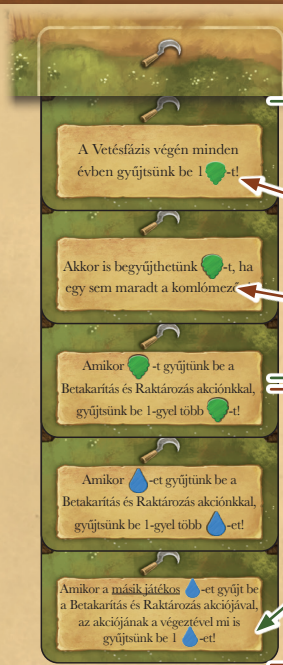 A Vetésfázis végén minden
évben gyűjtsünk be 1 -t!
Akkor is begyűjthetünk -t, ha
egy sem maradt a komlómező
Amikor -t gyűjtünk be a
Betakarítás és Raktározás akciónkkal,
gyűjtsünk be 1-gyel több -t!
Amikor -et gyűjtünk be a
Betakarítás és Raktározás akciónkkal,
gyűjtsünk be 1-gyel több -et!
Amikor a másik játékos -et gyűjt be
a Betakarítás és Raktározás akciójával,
az akciójának a végeztével mi is
gyűjtsünk be 1 -et!